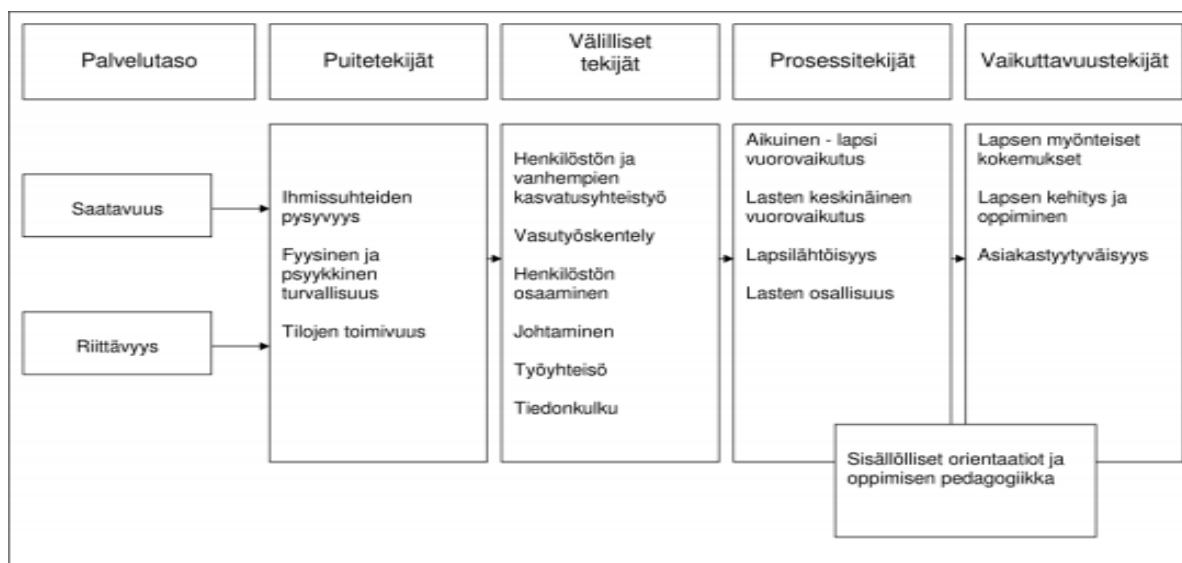 Palvelutaso
Puitetekijät
Välilliset
tekijät
Prosessitekijät
Vaikuttavuustekijät
Saatavuus
Riittävyys
Ihmissuhteiden
pysyvyys
Fyysinen ja
psyykkinen
turvallisuus
Tilojen toimivuus
Henkilöstön ja
vanhempien
kasvatusyhteistyö
Vasutyöskentely
Henkilöstön
osaaminen
Johtaminen
Työyhteisö
Tiedonkulku
Aikuinen - lapsi
vuorovaikutus
Lasten keskinäinen
vuorovaikutus
Lapsilähtöisyys
Lasten osallisuus
Lapsen myönteiset
kokemukset
Lapsen kehitys ja
oppiminen
Asiakastyytyväisyys
Sisällölliset orientaatiot ja
oppimisen pedagogiikka